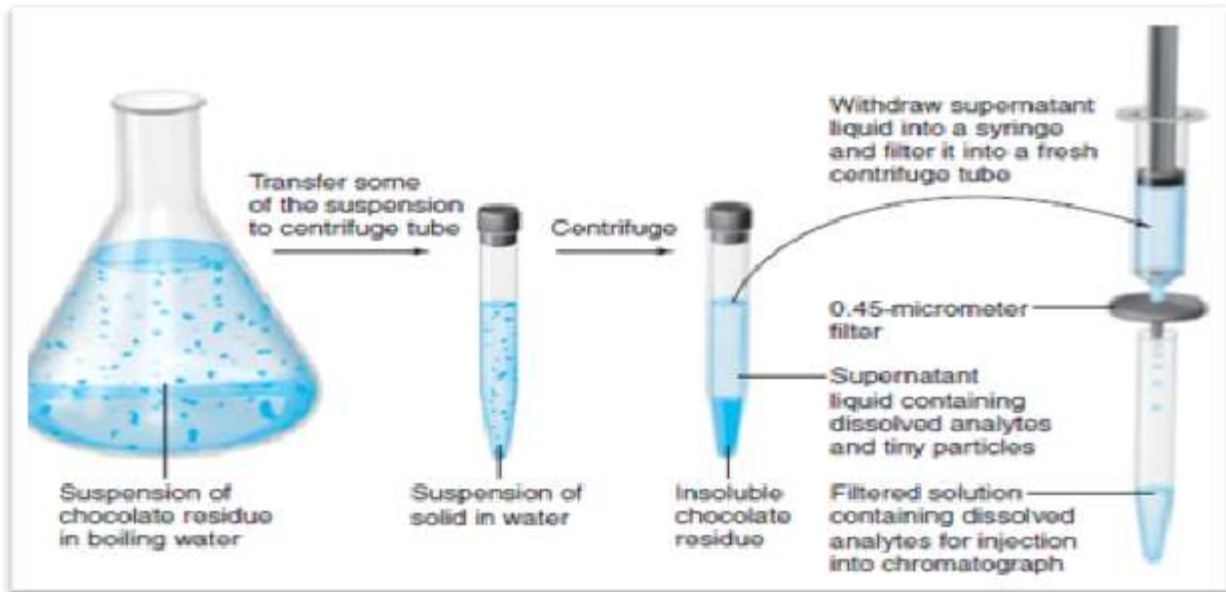 Transfer some
of the suspension
to centrifuge tube
Centrifuge
Withdraw supernatant
liquid into a syringe
and filter it into a fresh
centrifuge tube
0.45-micrometer
filter
Supernatant
liquid containing
dissolved analytes
and tiny particles
Suspension of
chocolate residue
in boiling water
Suspension of
solid in water
Insoluble
chocolate
residue
Filtered solution
containing dissolved
analytes for injection
into chromatograph